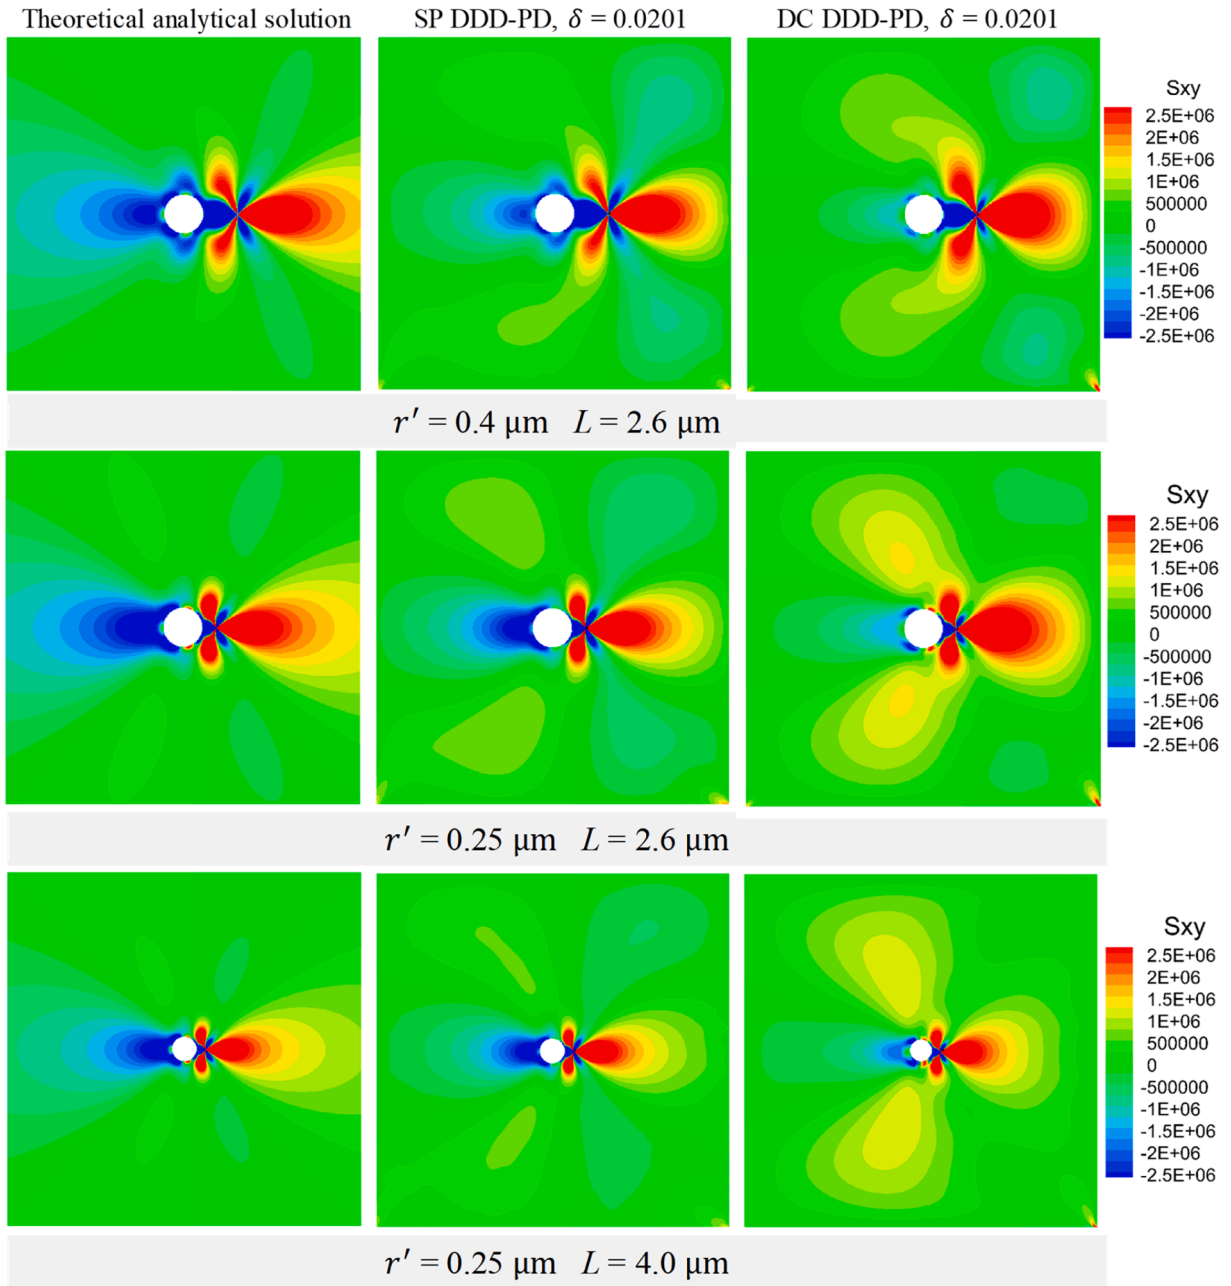 Theoretical analytical solution
SP DDD-PD, δ = 0.0201
DC DDD-PD, δ = 0.0201
Sxy
2.5E+06
2E+06
1.5E+06
1E+06
500000
0
-500000
-1E+06
-1.5E+06
-2E+06
-2.5E+06
r′ = 0.4 μm L = 2.6 μm
Sxy
2.5E+06
2E+06
1.5E+06
1E+06
500000
0
-500000
-1E+06
-1.5E+06
-2E+06
-2.5E+06
r′ = 0.25 μm L = 2.6 μm
Sxy
2.5E+06
2E+06
1.5E+06
1E+06
500000
0
-500000
-1E+06
-1.5E+06
-2E+06
-2.5E+06
r′ = 0.25 μm L = 4.0 μm